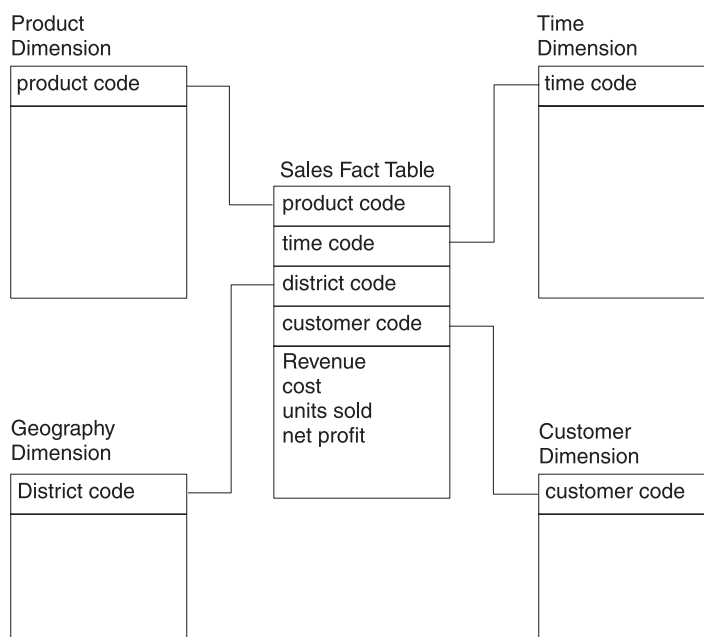 Product
Dimension
product code
Time
Dimension
time code
Sales Fact Table
product code
time code
district code
customer code
Revenue
cost
units sold
net profit
Geography
Dimension
District code
Customer
Dimension
customer code